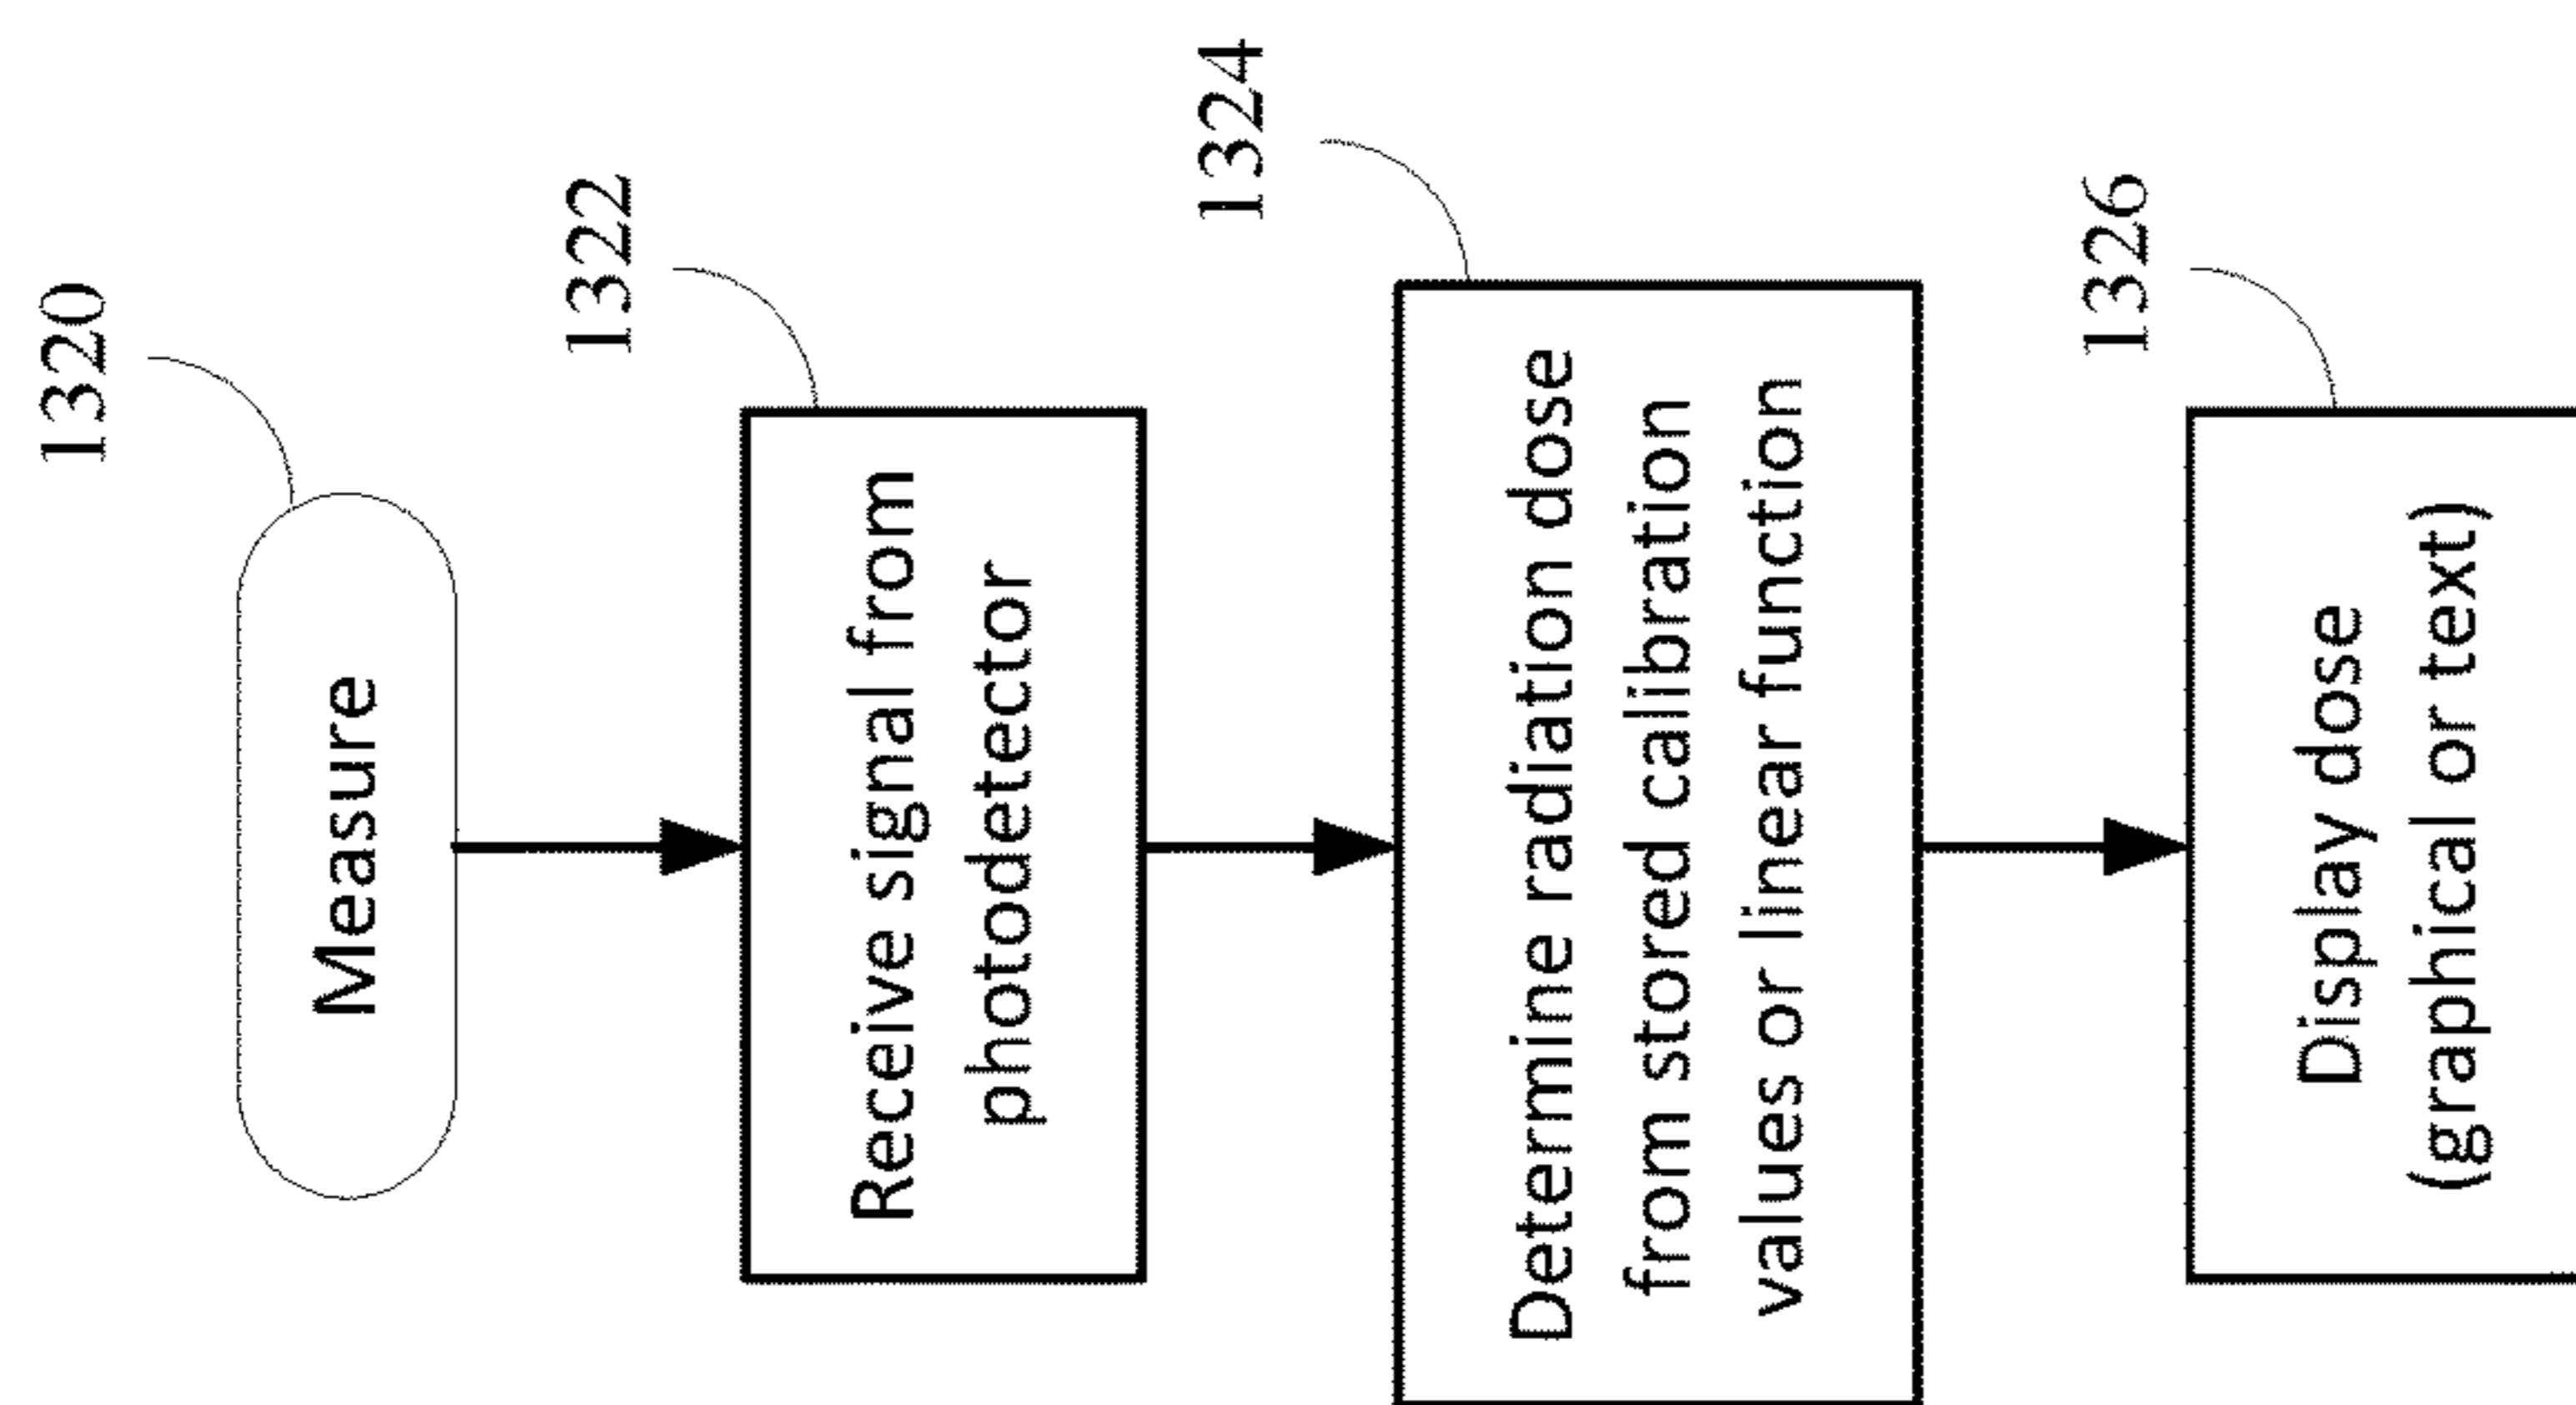 1320
Measure
1322
Receive signal from
photodetector
1324
Determine radiation dose
from stored calibration
values or linear function
1326
Display dose
(graphical or text)